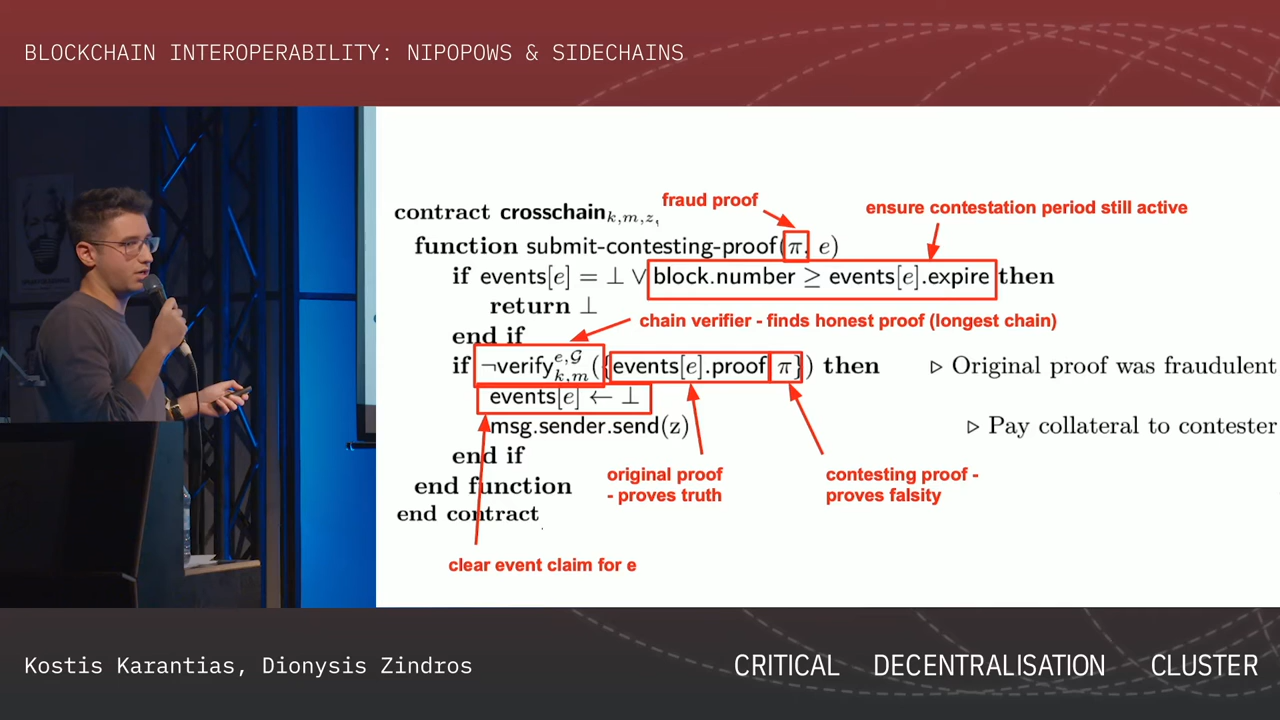 BLOCKCHAIN INTEROPERABILITY: NIPOPOWS & SIDECHAINS
fraud proof
ensure contestation period still active
contract crosschain_{k,m,z,}
function submit-contesting-proof(π, e)
if events[e] = ⊥ ∨ block.number ≥ events[e].expire then
return ⊥
chain verifier - finds honest proof (longest chain)
end if
if ¬verify^{e,𝒢}_{k,m}({events[e].proof, π}) then ▷ Original proof was fraudulent
events[e] ← ⊥
msg.sender.send(z) ▷ Pay collateral to contester
end if
original proof
- proves truth
contesting proof -
proves falsity
end function
end contract
clear event claim for e
Kostis Karantias, Dionysis Zindros
CRITICAL DECENTRALISATION CLUSTER